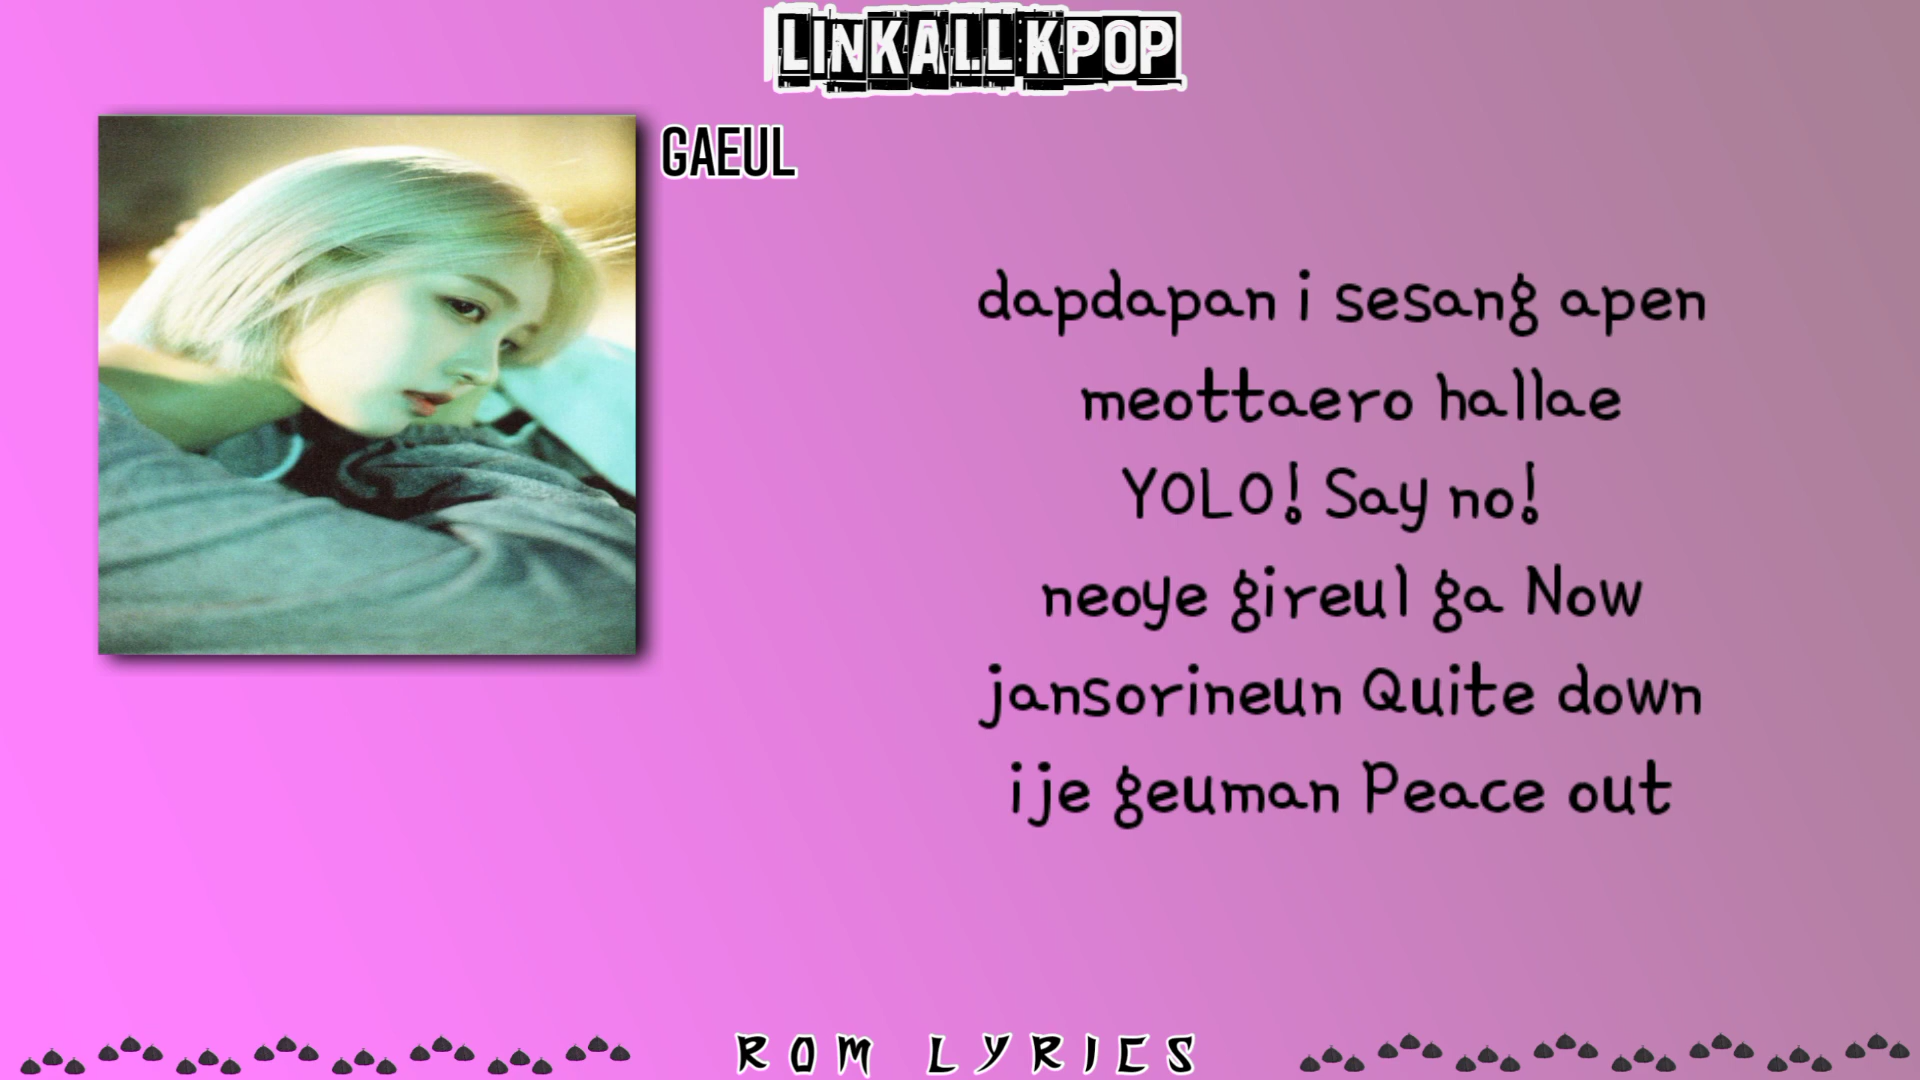 LINKALLKPOP
GAEUL
dapdapan i sesang apen
meottaero hallae
YOLO! Say no!
neoye gireul ga Now
jansorineun Quite down
ije geuman Peace out
ROM LYRICS